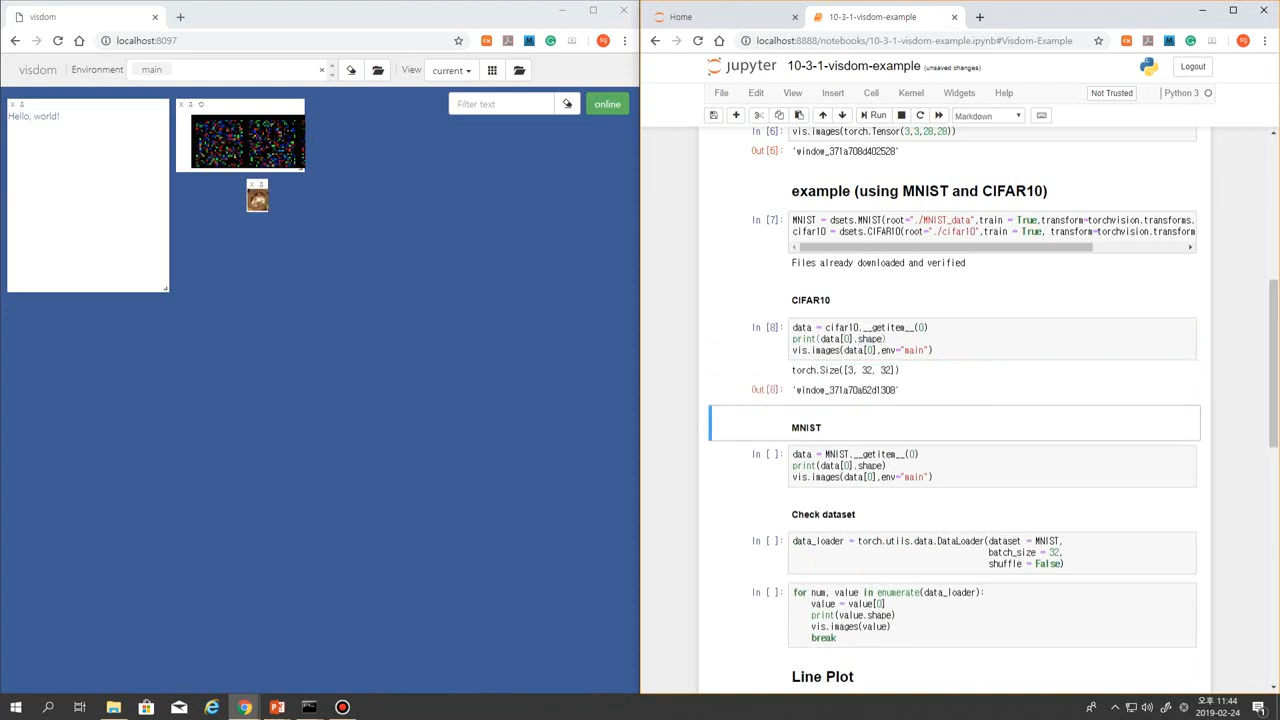 visdom
localhost:8097
visdom
Environment
main
View
current
Filter text
online
Hello, world!
Home
10-3-1-visdom-example
localhost:8888/notebooks/10-3-1-visdom-example.ipynb#Visdom-Example
jupyter 10-3-1-visdom-example (unsaved changes)
Logout
File Edit View Insert Cell Kernel Widgets Help
Not Trusted
Python 3
Run
Markdown
In [6]: vis.images(torch.Tensor(3,3,28,28))
Out[6]: 'window_371a708d402528'
example (using MNIST and CIFAR10)
In [7]: MNIST = dsets.MNIST(root="./MNIST_data",train = True,transform=torchvision.transforms.
cifar10 = dsets.CIFAR10(root="./cifar10",train = True, transform=torchvision.transform
Files already downloaded and verified
CIFAR10
In [8]: data = cifar10.__getitem__(0)
print(data[0].shape)
vis.images(data[0],env="main")
torch.Size([3, 32, 32])
Out[8]: 'window_371a70a62d1308'
MNIST
In [ ]: data = MNIST.__getitem__(0)
print(data[0].shape)
vis.images(data[0],env="main")
Check dataset
In [ ]: data_loader = torch.utils.data.DataLoader(dataset = MNIST,
batch_size = 32,
shuffle = False)
In [ ]: for num, value in enumerate(data_loader):
value = value[0]
print(value.shape)
vis.images(value)
break
Line Plot
오후 11:44
2019-02-24